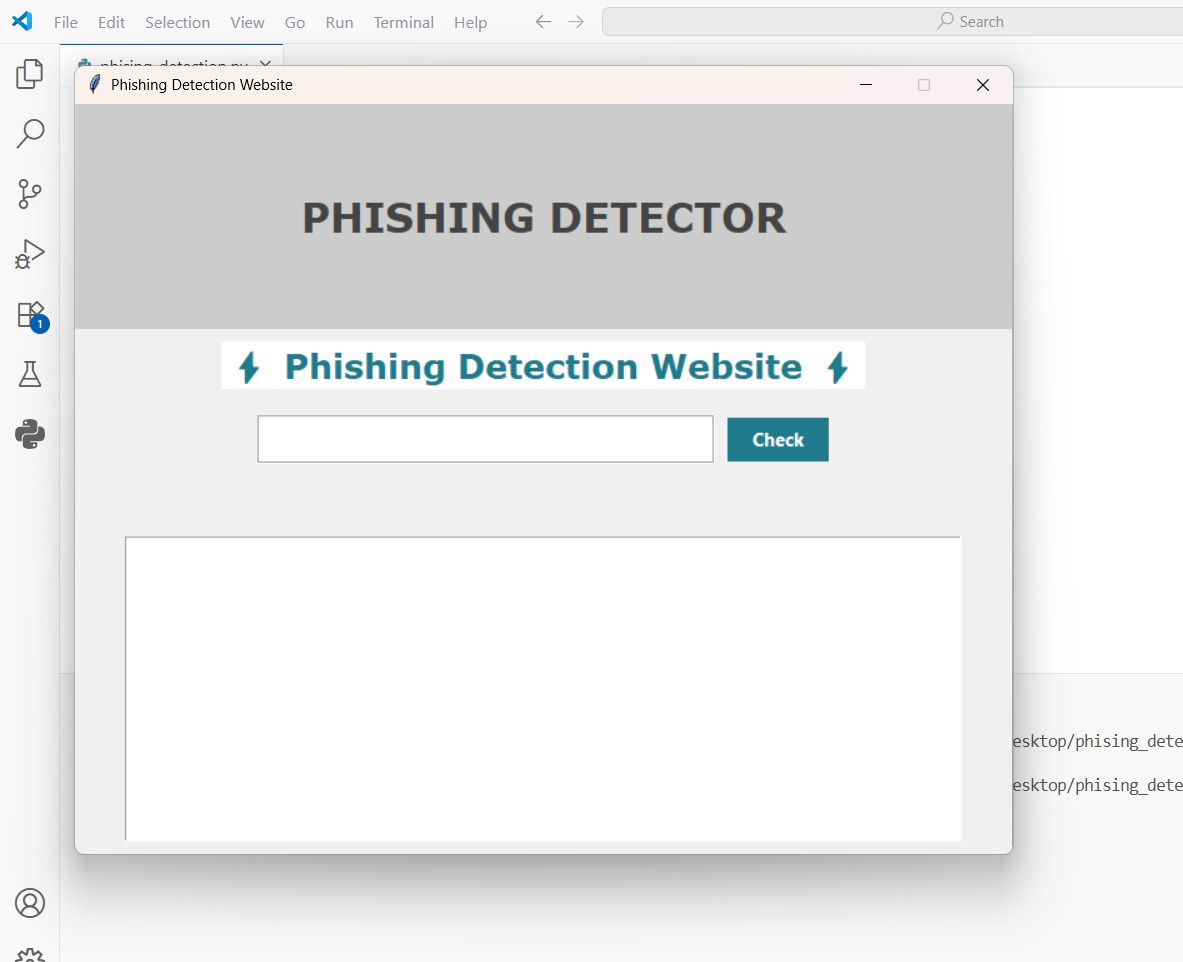 File Edit Selection View Go Run Terminal Help Search
phising_detection.py
Phishing Detection Website
PHISHING DETECTOR
Phishing Detection Website
Check
1
esktop/phising_dete
esktop/phising_dete